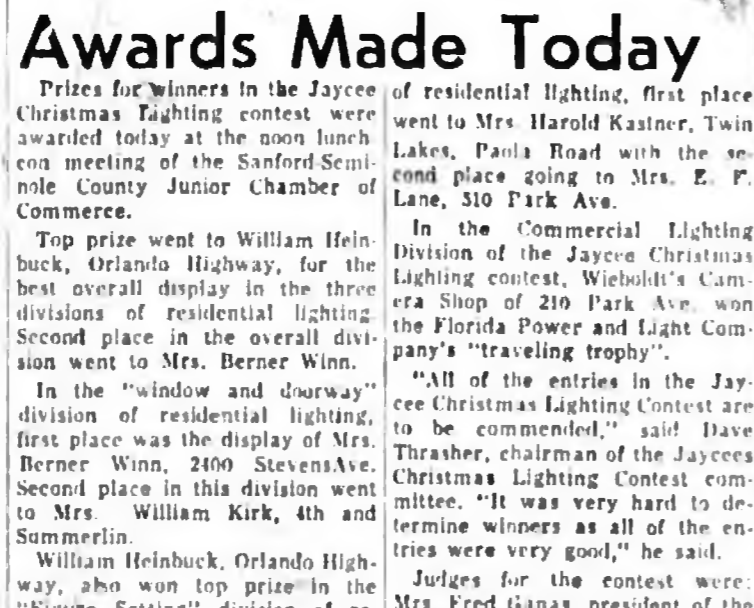 Awards Made Today
Prizes for winners in the Jaycee
Christmas Lighting contest were
awarded today at the noon lunch
eon meeting of the Sanford-Semi-
nole County Junior Chamber of
Commerce.
Top prize went to William Hein-
buck, Orlando Highway, for the
best overall display in the three
divisions of residential lighting
Second place in the overall divi-
sion went to Mrs. Berner Winn.
In the "window and doorway"
division of residential lighting,
first place was the display of Mrs.
Berner Winn, 2400 StevensAve.
Second place in this division went
to Mrs. William Kirk, 4th and
Summerlin.
William Heinbuck, Orlando High-
way, also won top prize in the
"Figure Setting" division of
of residential lighting, first place
went to Mrs. Harold Kastner, Twin
Lakes, Paola Road with the se-
cond place going to Mrs. E. F.
Lane, 310 Park Ave.
In the Commercial Lighting
Division of the Jaycee Christmas
Lighting contest, Wieboldt's Cam-
era Shop of 210 Park Ave. won
the Florida Power and Light Com-
pany's "traveling trophy".
"All of the entries in the Jay-
cee Christmas Lighting Contest are
to be commended," said Dave
Thrasher, chairman of the Jaycees
Christmas Lighting Contest com-
mittee. "It was very hard to de-
termine winners as all of the en-
tries were very good," he said.
Judges for the contest were:
Mrs. Fred Ganas, president of the